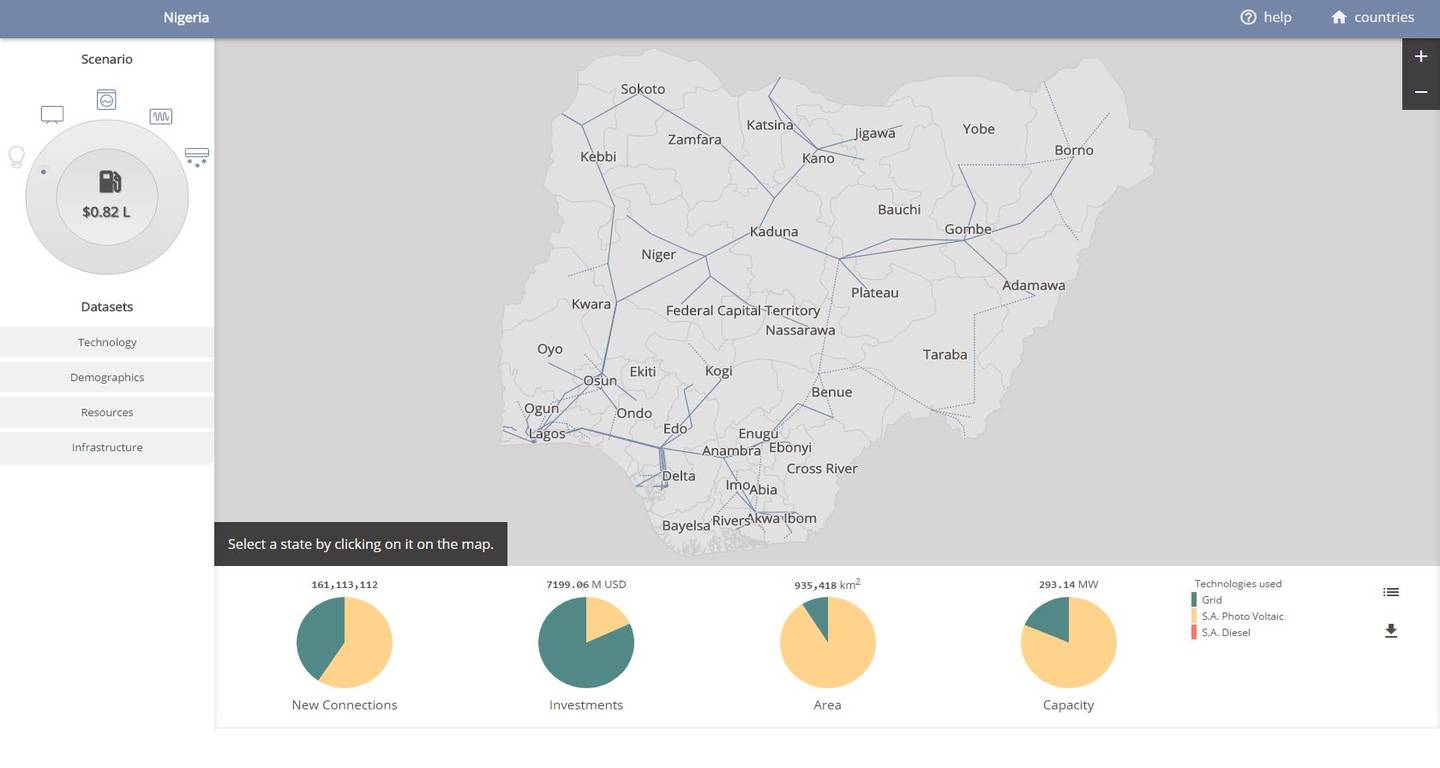 Nigeria
help
countries
Scenario
$0.82 L
Datasets
Technology
Demographics
Resources
Infrastructure
+
−
Sokoto
Katsina
Zamfara
Jigawa
Yobe
Kebbi
Kano
Borno
Bauchi
Kaduna
Gombe
Niger
Adamawa
Plateau
Kwara
Federal Capital Territory
Nassarawa
Oyo
Taraba
Osun
Ekiti
Kogi
Benue
Ogun
Ondo
Lagos
Edo
Enugu
Anambra
Ebonyi
Cross River
Delta
Imo
Abia
Bayelsa
Rivers
Akwa Ibom
Select a state by clicking on it on the map.
161,113,112
New Connections
7199.06 M USD
Investments
935,418 km2
Area
293.14 MW
Capacity
Technologies used
Grid
S.A. Photo Voltaic
S.A. Diesel